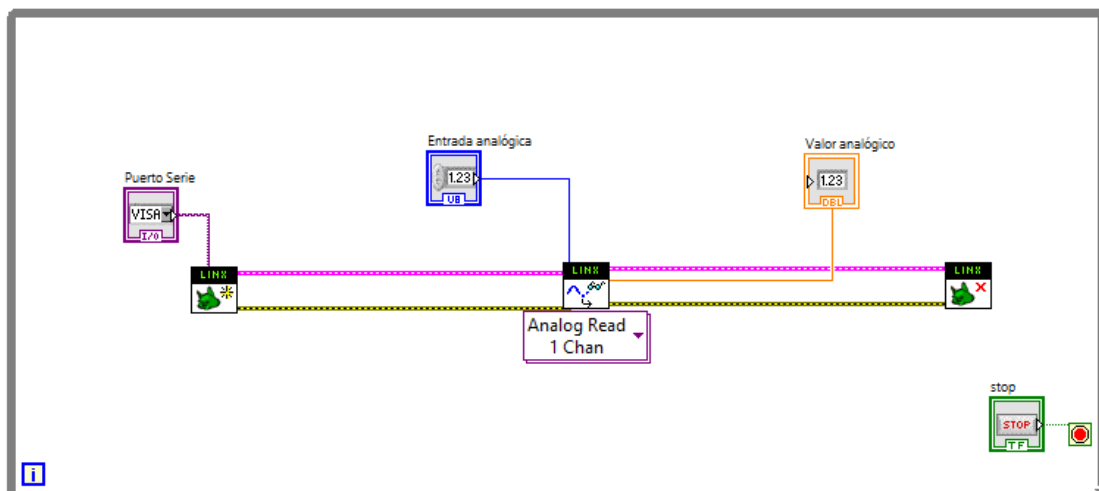 Entrada analógica
1.23
U8
Valor analógico
1.23
DBL
Puerto Serie
VISA
I/O
LINX
LINX
LINX
Analog Read
1 Chan
stop
STOP
TF
i